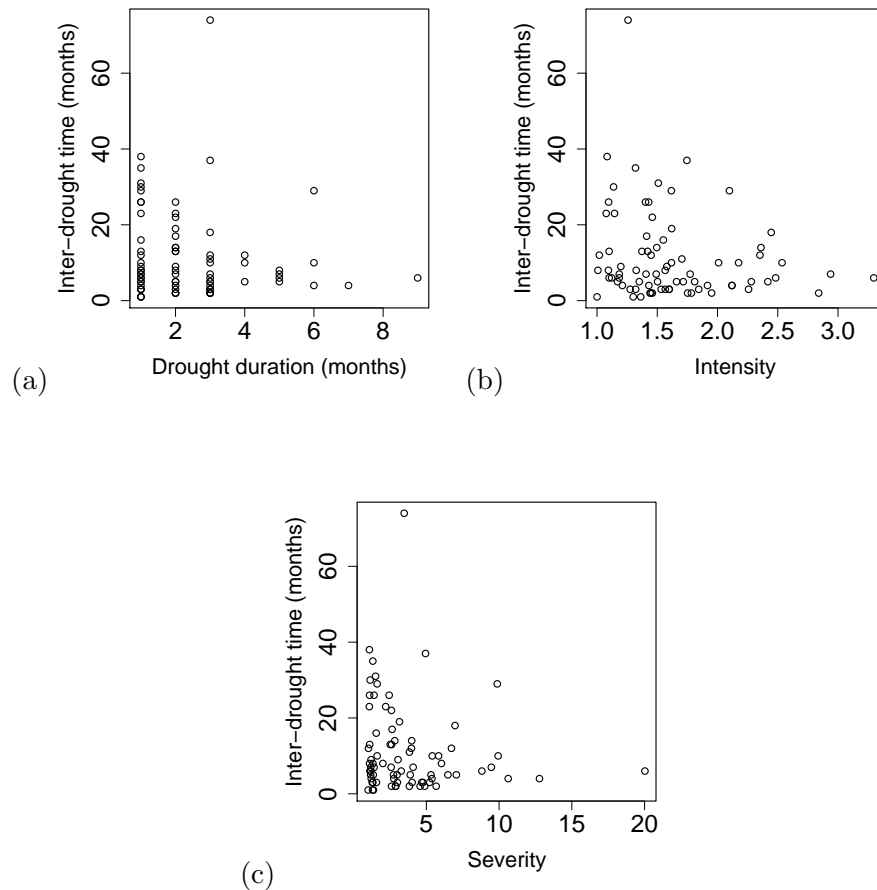 Inter−drought time (months)
0 20 40 60
2 4 6 8
Drought duration (months)
(a)
Inter−drought time (months)
0 20 40 60
1.0 1.5 2.0 2.5 3.0
Intensity
(b)
Inter−drought time (months)
0 20 40 60
5 10 15 20
Severity
(c)